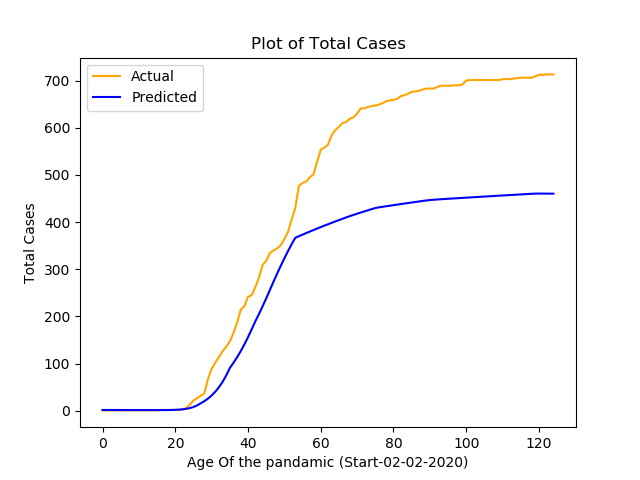 Plot of Total Cases
Actual
Predicted
Total Cases
700
600
500
400
300
200
100
0
0 20 40 60 80 100 120
Age Of the pandamic (Start-02-02-2020)